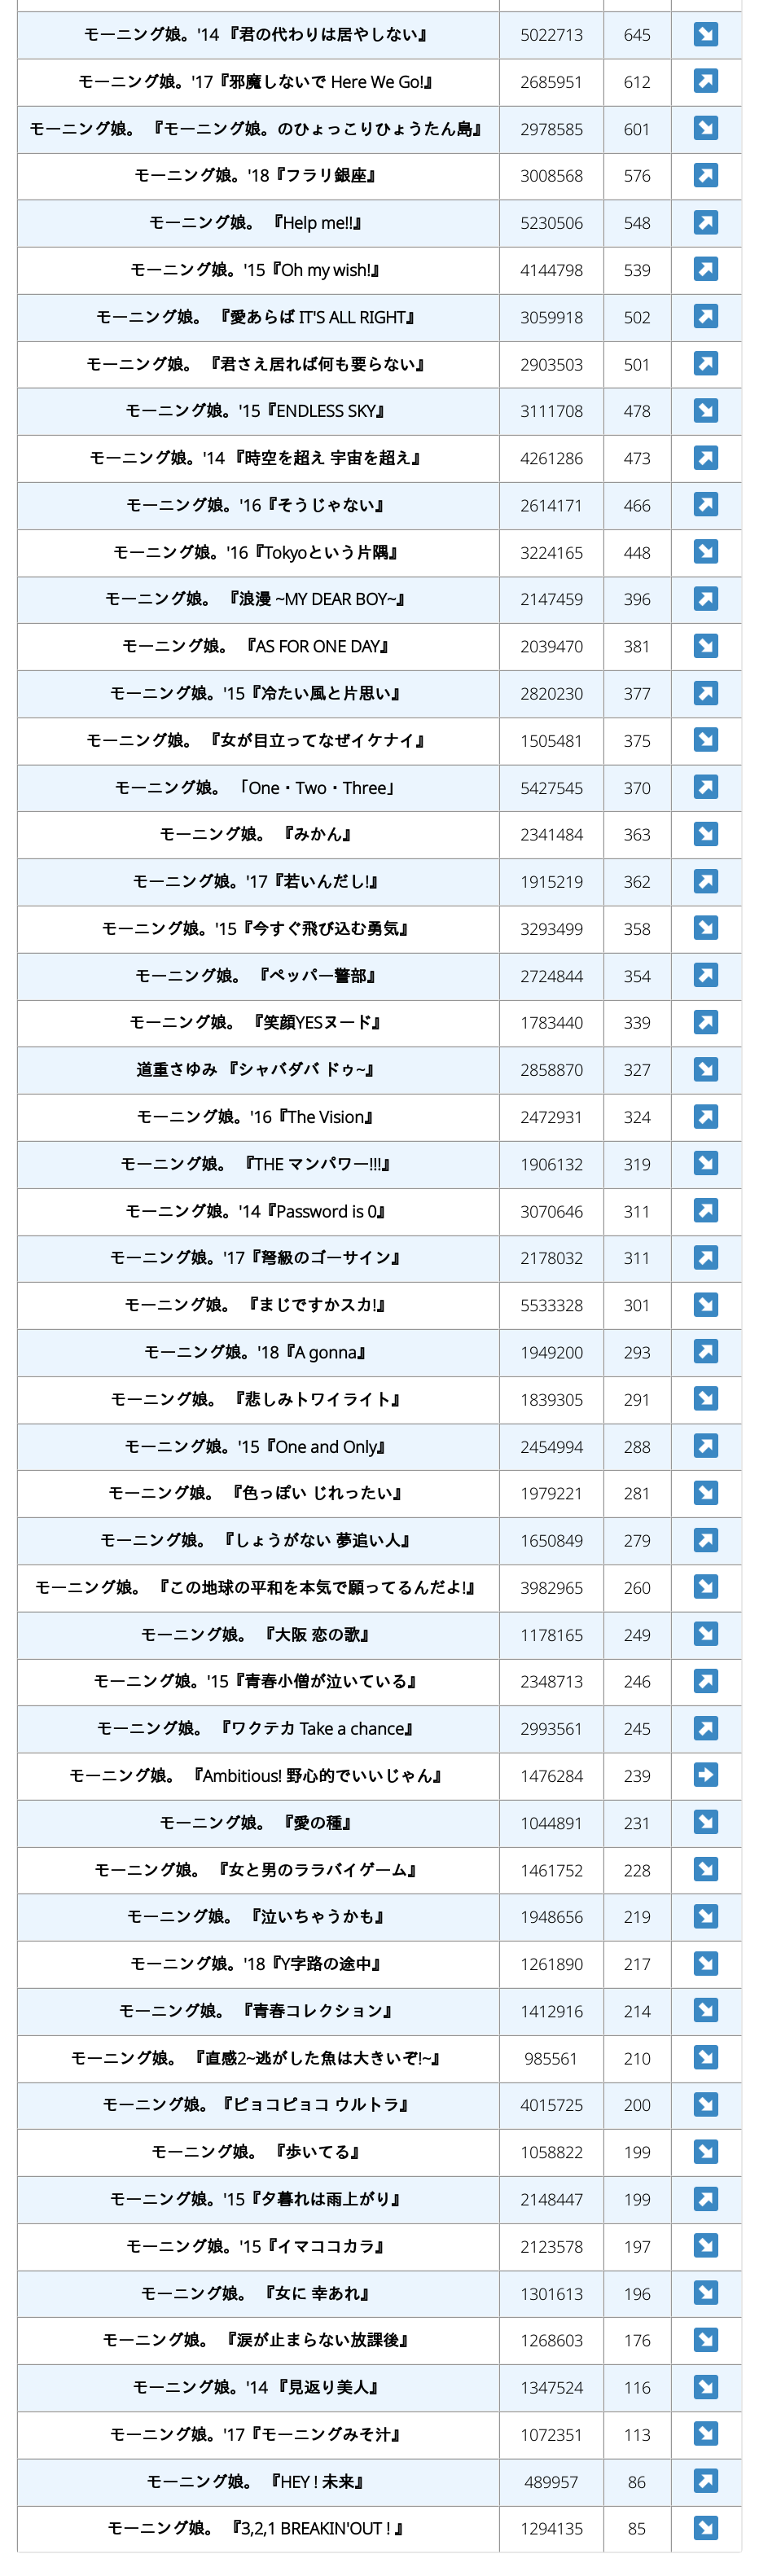 モーニング娘。'14 『君の代わりは居やしない』 5022713 645 ↘
モーニング娘。'17『邪魔しないで Here We Go!』 2685951 612 ↗
モーニング娘。 『モーニング娘。のひょっこりひょうたん島』 2978585 601 ↘
モーニング娘。'18『フラリ銀座』 3008568 576 ↗
モーニング娘。 『Help me!!』 5230506 548 ↗
モーニング娘。'15『Oh my wish!』 4144798 539 ↗
モーニング娘。 『愛あらば IT'S ALL RIGHT』 3059918 502 ↗
モーニング娘。 『君さえ居れば何も要らない』 2903503 501 ↗
モーニング娘。'15『ENDLESS SKY』 3111708 478 ↘
モーニング娘。'14 『時空を超え 宇宙を超え』 4261286 473 ↗
モーニング娘。'16『そうじゃない』 2614171 466 ↗
モーニング娘。'16『Tokyoという片隅』 3224165 448 ↘
モーニング娘。 『浪漫 ~MY DEAR BOY~』 2147459 396 ↗
モーニング娘。 『AS FOR ONE DAY』 2039470 381 ↘
モーニング娘。'15『冷たい風と片思い』 2820230 377 ↗
モーニング娘。 『女が目立ってなぜイケナイ』 1505481 375 ↘
モーニング娘。 「One・Two・Three」 5427545 370 ↗
モーニング娘。 『みかん』 2341484 363 ↘
モーニング娘。'17『若いんだし!』 1915219 362 ↗
モーニング娘。'15『今すぐ飛び込む勇気』 3293499 358 ↘
モーニング娘。 『ペッパー警部』 2724844 354 ↗
モーニング娘。 『笑顔YESヌード』 1783440 339 ↗
道重さゆみ 『シャバダバ ドゥ~』 2858870 327 ↘
モーニング娘。'16『The Vision』 2472931 324 ↗
モーニング娘。 『THE マンパワー!!!』 1906132 319 ↘
モーニング娘。'14『Password is 0』 3070646 311 ↗
モーニング娘。'17『弩級のゴーサイン』 2178032 311 ↗
モーニング娘。 『まじですかスカ!』 5533328 301 ↘
モーニング娘。'18『A gonna』 1949200 293 ↗
モーニング娘。 『悲しみトワイライト』 1839305 291 ↘
モーニング娘。'15『One and Only』 2454994 288 ↗
モーニング娘。 『色っぽい じれったい』 1979221 281 ↘
モーニング娘。 『しょうがない 夢追い人』 1650849 279 ↗
モーニング娘。 『この地球の平和を本気で願ってるんだよ!』 3982965 260 ↘
モーニング娘。 『大阪 恋の歌』 1178165 249 ↘
モーニング娘。'15『青春小僧が泣いている』 2348713 246 ↗
モーニング娘。 『ワクテカ Take a chance』 2993561 245 ↗
モーニング娘。 『Ambitious! 野心的でいいじゃん』 1476284 239 ➡
モーニング娘。 『愛の種』 1044891 231 ↘
モーニング娘。 『女と男のララバイゲーム』 1461752 228 ↘
モーニング娘。 『泣いちゃうかも』 1948656 219 ↘
モーニング娘。'18『Y字路の途中』 1261890 217 ↘
モーニング娘。 『青春コレクション』 1412916 214 ↘
モーニング娘。 『直感2~逃がした魚は大きいぞ!~』 985561 210 ↘
モーニング娘。『ピョコピョコ ウルトラ』 4015725 200 ↘
モーニング娘。 『歩いてる』 1058822 199 ↘
モーニング娘。'15『夕暮れは雨上がり』 2148447 199 ↗
モーニング娘。'15『イマココカラ』 2123578 197 ↘
モーニング娘。 『女に 幸あれ』 1301613 196 ↘
モーニング娘。 『涙が止まらない放課後』 1268603 176 ↘
モーニング娘。'14 『見返り美人』 1347524 116 ↘
モーニング娘。'17『モーニングみそ汁』 1072351 113 ↘
モーニング娘。 『HEY ! 未来』 489957 86 ↗
モーニング娘。 『3,2,1 BREAKIN'OUT ! 』 1294135 85 ↘